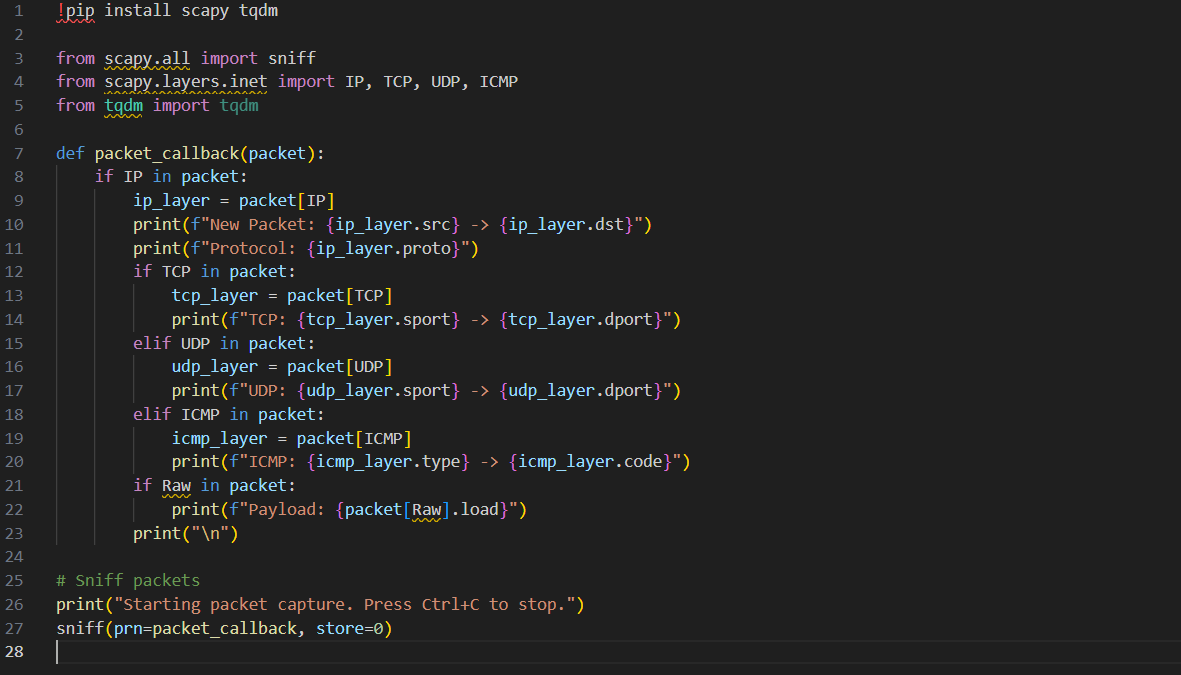 1 !pip install scapy tqdm
2
3 from scapy.all import sniff
4 from scapy.layers.inet import IP, TCP, UDP, ICMP
5 from tqdm import tqdm
6
7 def packet_callback(packet):
8     if IP in packet:
9         ip_layer = packet[IP]
10         print(f"New Packet: {ip_layer.src} -> {ip_layer.dst}")
11         print(f"Protocol: {ip_layer.proto}")
12         if TCP in packet:
13             tcp_layer = packet[TCP]
14             print(f"TCP: {tcp_layer.sport} -> {tcp_layer.dport}")
15         elif UDP in packet:
16             udp_layer = packet[UDP]
17             print(f"UDP: {udp_layer.sport} -> {udp_layer.dport}")
18         elif ICMP in packet:
19             icmp_layer = packet[ICMP]
20             print(f"ICMP: {icmp_layer.type} -> {icmp_layer.code}")
21         if Raw in packet:
22             print(f"Payload: {packet[Raw].load}")
23         print("\n")
24
25 # Sniff packets
26 print("Starting packet capture. Press Ctrl+C to stop.")
27 sniff(prn=packet_callback, store=0)
28